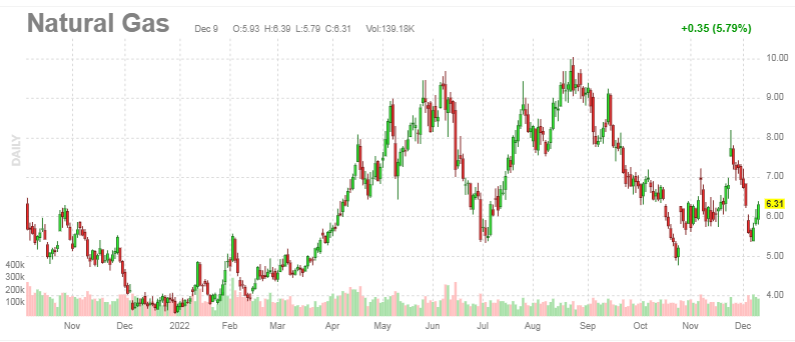 Natural Gas Dec 9 O:5.93 H:6.39 L:5.79 C:6.31 Vol:139.18K +0.35 (5.79%)
10.00
9.00
8.00
DAILY
7.00
6.31
6.00
5.00
400k
300k
200k
100k
4.00
Nov Dec 2022 Feb Mar Apr May Jun Jul Aug Sep Oct Nov Dec